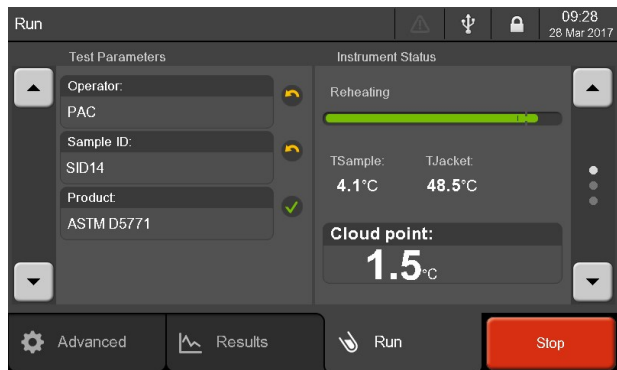 Run
09:28
28 Mar 2017
Test Parameters
Operator:
PAC
Sample ID:
SID14
Product:
ASTM D5771
Instrument Status
Reheating
TSample: TJacket:
4.1°C 48.5°C
Cloud point:
1.5°C
Advanced
Results
Run
Stop